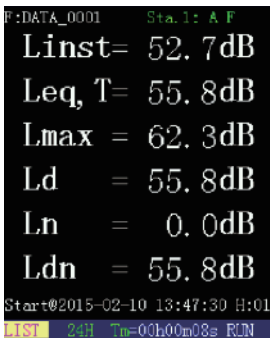 F:DATA_0001 Sta.1: A F
Linst= 52.7dB
Leq,T= 55.8dB
Lmax = 62.3dB
Ld = 55.8dB
Ln = 0.0dB
Ldn = 55.8dB
Start@2015-02-10 13:47:30 H:01
LIST 24H Tm=00h00m08s RUN